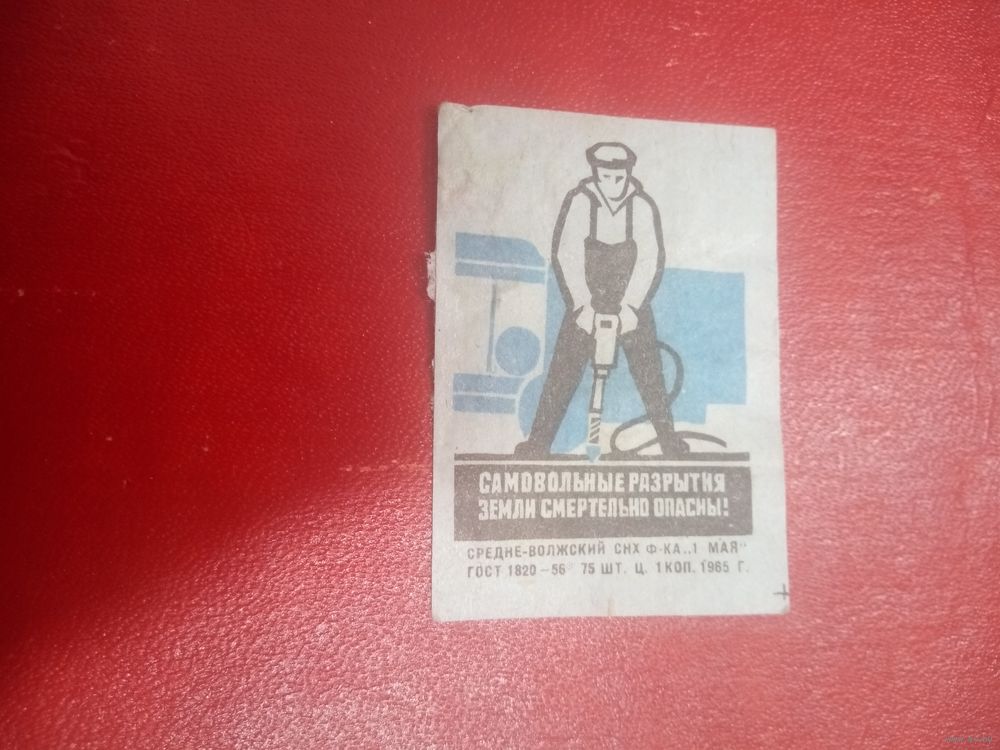 САМОВОЛЬНЫЕ РАЗРЫТИЯ
ЗЕМЛИ СМЕРТЕЛЬНО ОПАСНЫ!
СРЕДНЕ-ВОЛЖСКИЙ СНХ Ф-КА „1 МАЯ"
ГОСТ 1820-56 75 ШТ. Ц. 1 КОП. 1965 Г.